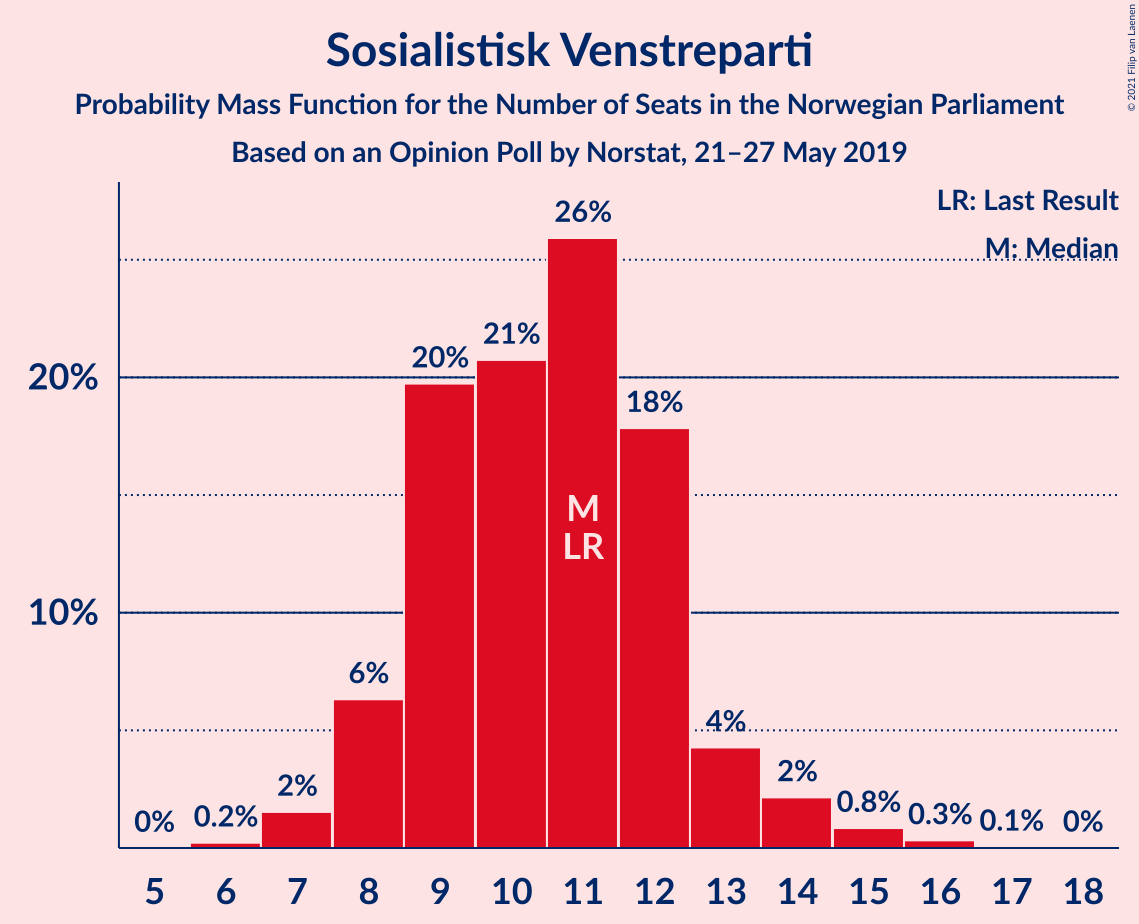 © 2021 Filip van Laenen
Sosialistisk Venstreparti
Probability Mass Function for the Number of Seats in the Norwegian Parliament
Based on an Opinion Poll by Norstat, 21–27 May 2019
LR: Last Result
M: Median
20%
10%
0%
0.2%
2%
6%
20%
21%
26%
18%
4%
2%
0.8%
0.3%
0.1%
0%
M
LR
5 6 7 8 9 10 11 12 13 14 15 16 17 18